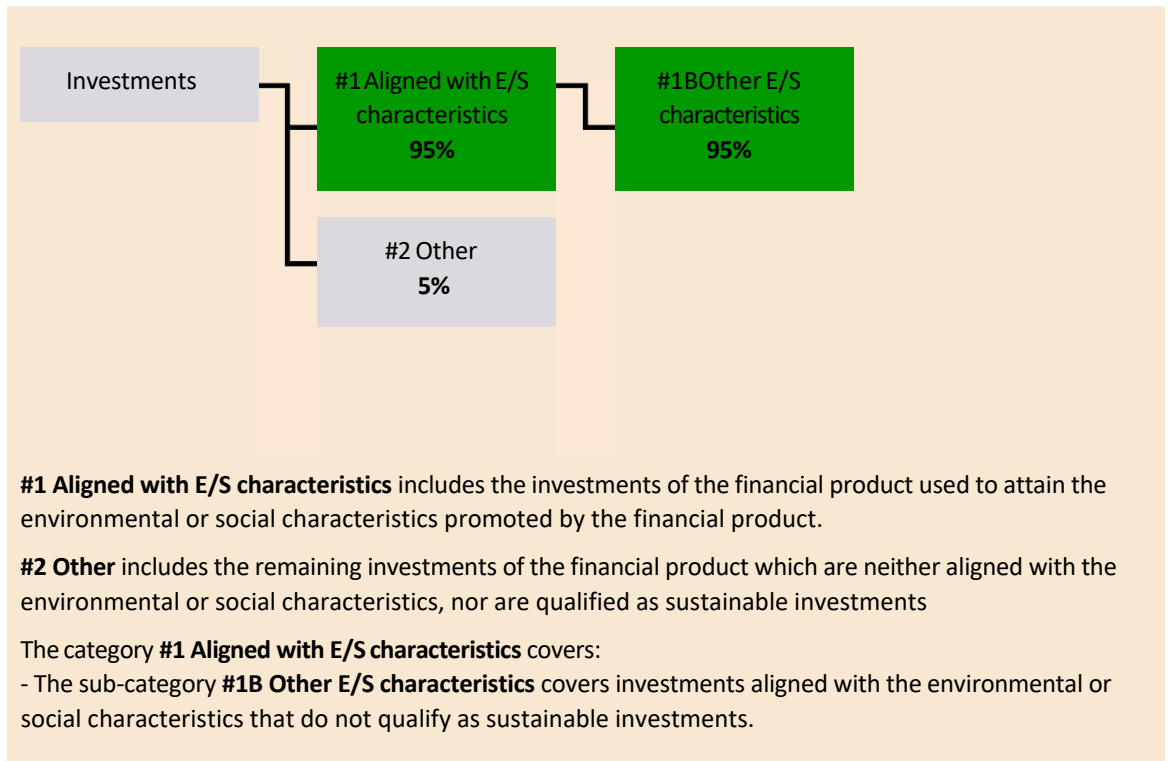 Investments
#1 Aligned with E/S
characteristics
95%
#1BOther E/S
characteristics
95%
#2 Other
5%
#1 Aligned with E/S characteristics includes the investments of the financial product used to attain the
environmental or social characteristics promoted by the financial product.
#2 Other includes the remaining investments of the financial product which are neither aligned with the
environmental or social characteristics, nor are qualified as sustainable investments
The category #1 Aligned with E/S characteristics covers:
- The sub-category #1B Other E/S characteristics covers investments aligned with the environmental or
social characteristics that do not qualify as sustainable investments.